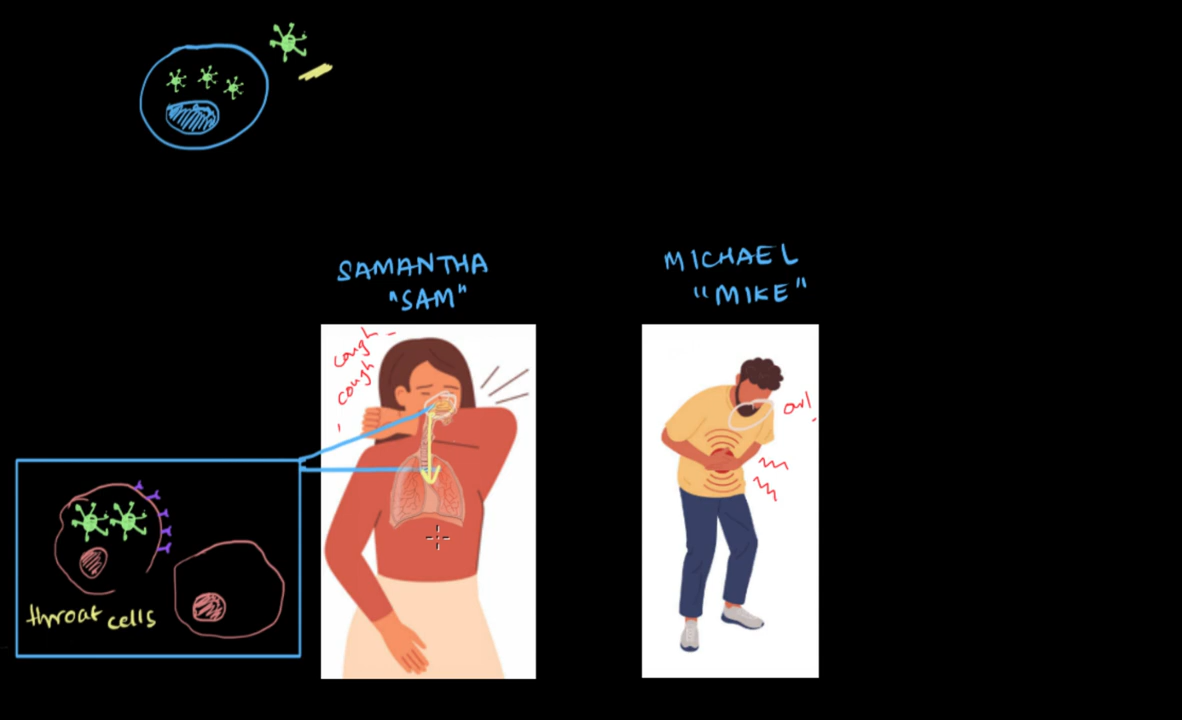 SAMANTHA
"SAM"
MICHAEL
"MIKE"
cough
cough
ow!
throat cells